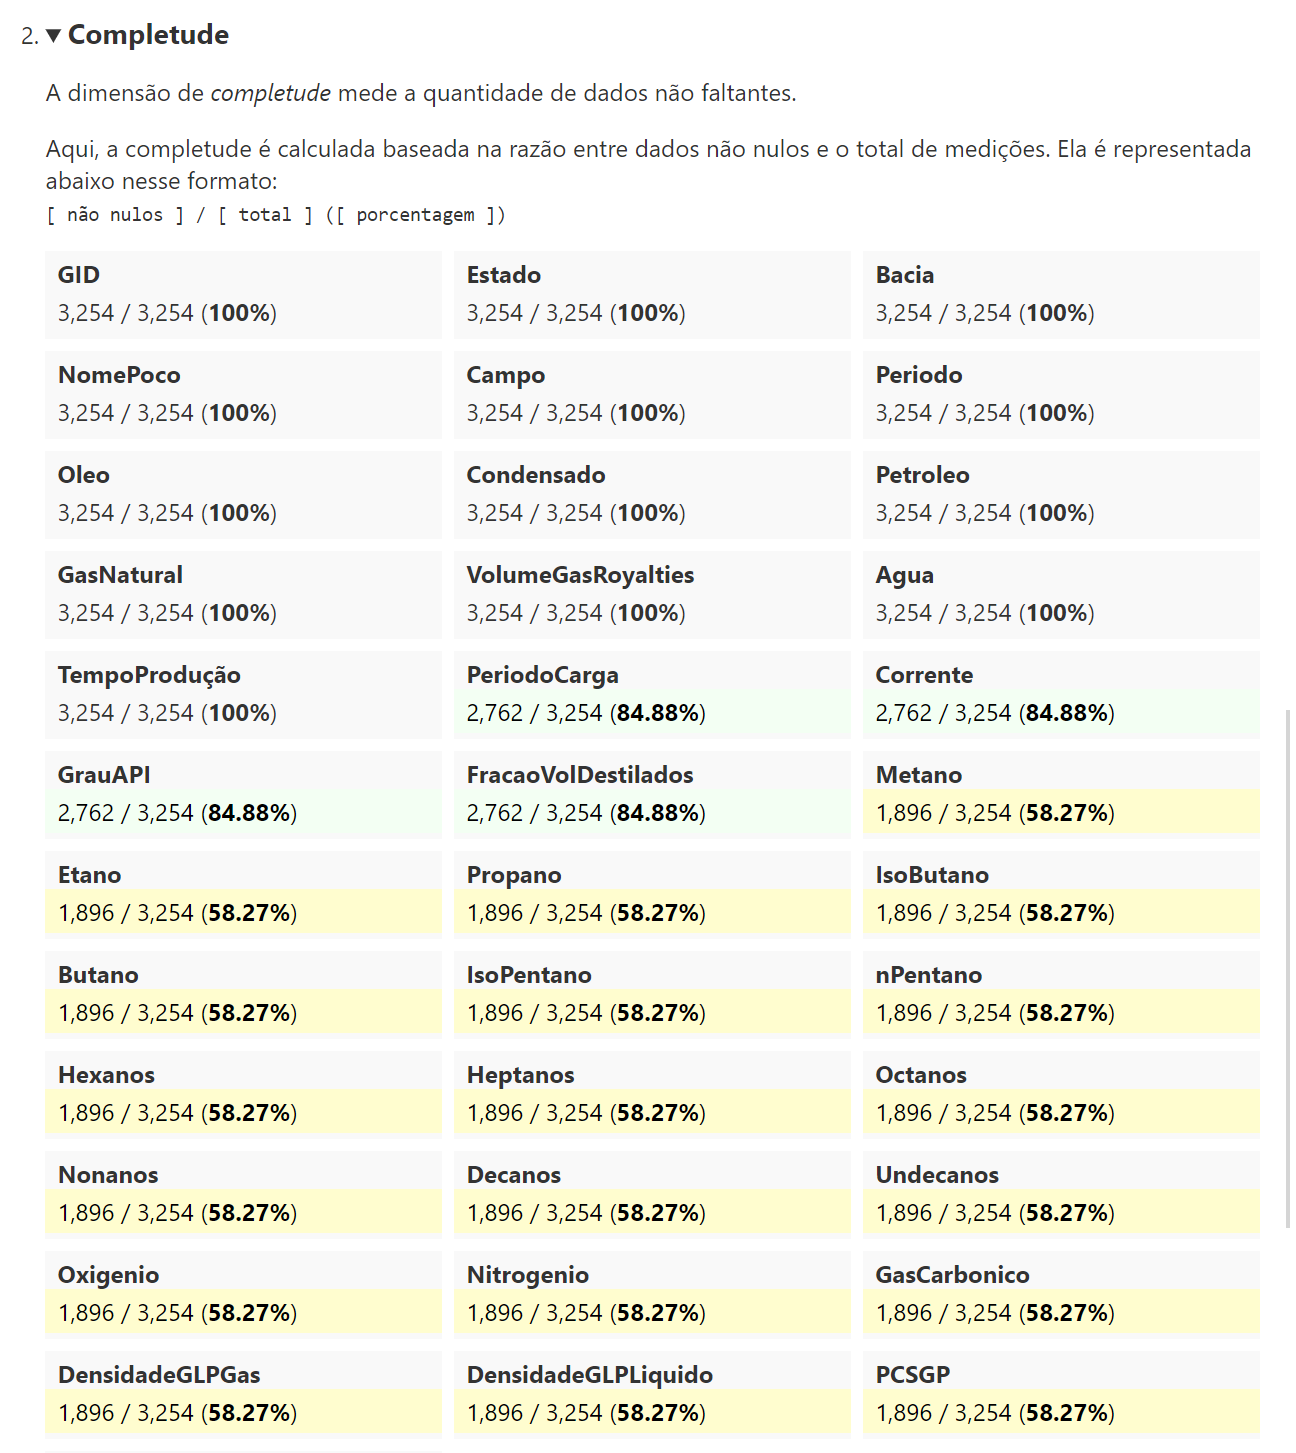 2. ▼ Completude
A dimensão de completude mede a quantidade de dados não faltantes.
Aqui, a completude é calculada baseada na razão entre dados não nulos e o total de medições. Ela é representada
abaixo nesse formato:
[ não nulos ] / [ total ] ([ porcentagem ])
GID
3,254 / 3,254 (100%)
Estado
3,254 / 3,254 (100%)
Bacia
3,254 / 3,254 (100%)
NomePoco
3,254 / 3,254 (100%)
Campo
3,254 / 3,254 (100%)
Periodo
3,254 / 3,254 (100%)
Oleo
3,254 / 3,254 (100%)
Condensado
3,254 / 3,254 (100%)
Petroleo
3,254 / 3,254 (100%)
GasNatural
3,254 / 3,254 (100%)
VolumeGasRoyalties
3,254 / 3,254 (100%)
Agua
3,254 / 3,254 (100%)
TempoProdução
3,254 / 3,254 (100%)
PeriodoCarga
2,762 / 3,254 (84.88%)
Corrente
2,762 / 3,254 (84.88%)
GrauAPI
2,762 / 3,254 (84.88%)
FracaoVolDestilados
2,762 / 3,254 (84.88%)
Metano
1,896 / 3,254 (58.27%)
Etano
1,896 / 3,254 (58.27%)
Propano
1,896 / 3,254 (58.27%)
IsoButano
1,896 / 3,254 (58.27%)
Butano
1,896 / 3,254 (58.27%)
IsoPentano
1,896 / 3,254 (58.27%)
nPentano
1,896 / 3,254 (58.27%)
Hexanos
1,896 / 3,254 (58.27%)
Heptanos
1,896 / 3,254 (58.27%)
Octanos
1,896 / 3,254 (58.27%)
Nonanos
1,896 / 3,254 (58.27%)
Decanos
1,896 / 3,254 (58.27%)
Undecanos
1,896 / 3,254 (58.27%)
Oxigenio
1,896 / 3,254 (58.27%)
Nitrogenio
1,896 / 3,254 (58.27%)
GasCarbonico
1,896 / 3,254 (58.27%)
DensidadeGLPGas
1,896 / 3,254 (58.27%)
DensidadeGLPLiquido
1,896 / 3,254 (58.27%)
PCSGP
1,896 / 3,254 (58.27%)